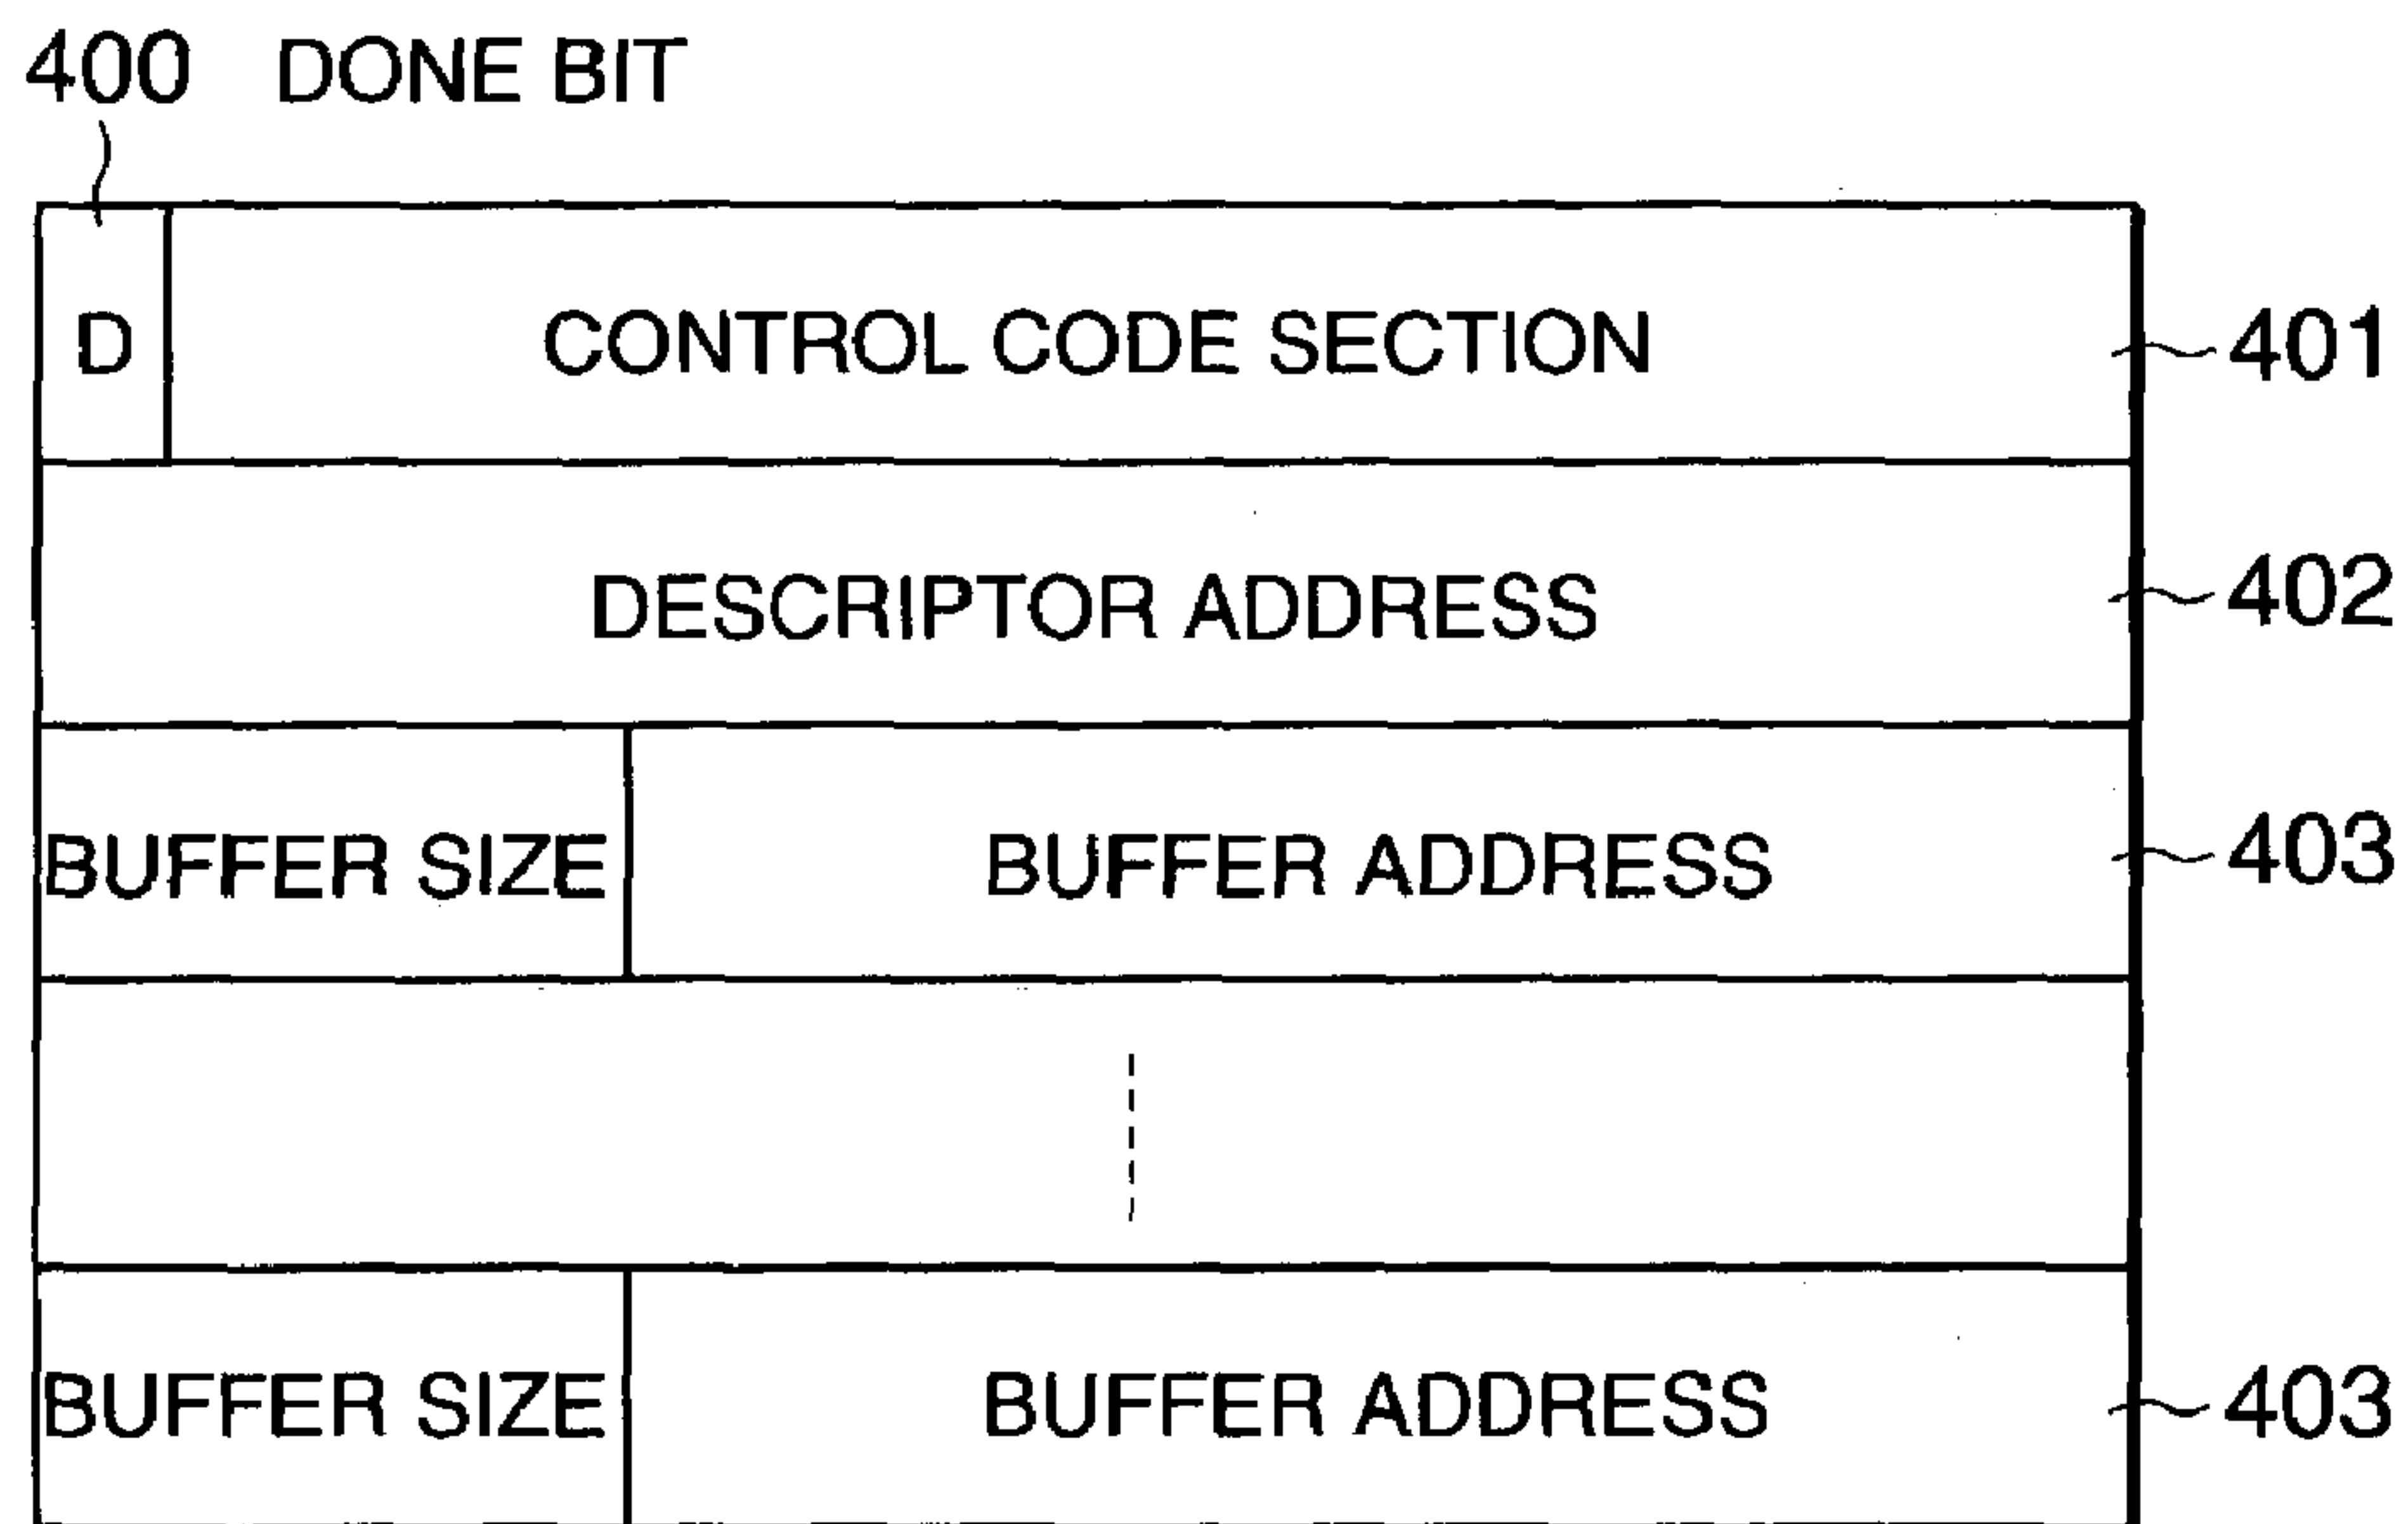 400 DONE BIT
D CONTROL CODE SECTION 401
DESCRIPTOR ADDRESS 402
BUFFER SIZE BUFFER ADDRESS 403
BUFFER SIZE BUFFER ADDRESS 403